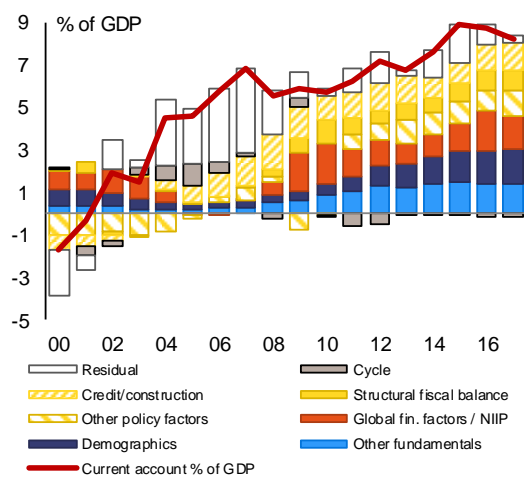 % of GDP
9
7
5
3
1
-1
-3
-5
00 02 04 06 08 10 12 14 16
Residual Cycle
Credit/construction Structural fiscal balance
Other policy factors Global fin. factors / NIIP
Demographics Other fundamentals
Current account % of GDP